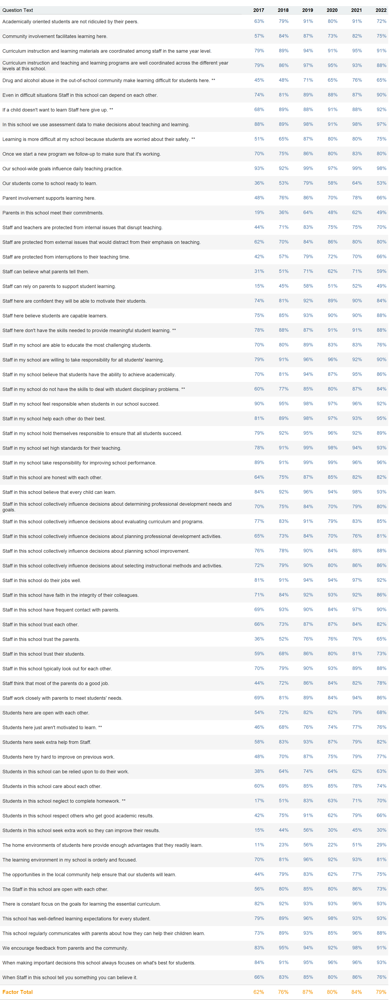 Question Text 2017 2018 2019 2020 2021 2022
Academically oriented students are not ridiculed by their peers. 63% 79% 91% 80% 91% 72%
Community involvement facilitates learning here. 57% 84% 87% 73% 82% 75%
Curriculum instruction and learning materials are coordinated among staff in the same year level. 79% 89% 94% 91% 95% 91%
Curriculum instruction and teaching and learning programs are well coordinated across the different year
levels at this school. 79% 86% 97% 95% 93% 88%
Drug and alcohol abuse in the out-of-school community make learning difficult for students here. ** 45% 48% 71% 65% 76% 65%
Even in difficult situations Staff in this school can depend on each other. 74% 81% 89% 88% 87% 90%
If a child doesn't want to learn Staff here give up. ** 68% 89% 88% 91% 88% 92%
In this school we use assessment data to make decisions about teaching and learning. 88% 89% 98% 91% 98% 97%
Learning is more difficult at my school because students are worried about their safety. ** 51% 65% 87% 80% 80% 75%
Once we start a new program we follow-up to make sure that it's working. 70% 75% 86% 80% 83% 80%
Our school-wide goals influence daily teaching practice. 93% 92% 99% 97% 99% 98%
Our students come to school ready to learn. 36% 53% 79% 58% 64% 53%
Parent involvement supports learning here. 48% 76% 86% 70% 78% 66%
Parents in this school meet their commitments. 19% 36% 64% 48% 62% 49%
Staff and teachers are protected from internal issues that disrupt teaching. 44% 71% 83% 75% 75% 70%
Staff are protected from external issues that would distract from their emphasis on teaching. 62% 70% 84% 86% 80% 80%
Staff are protected from interruptions to their teaching time. 42% 57% 79% 72% 70% 66%
Staff can believe what parents tell them. 31% 51% 71% 62% 71% 59%
Staff can rely on parents to support student learning. 15% 45% 58% 51% 52% 49%
Staff here are confident they will be able to motivate their students. 74% 81% 92% 89% 90% 84%
Staff here believe students are capable learners. 75% 85% 93% 90% 90% 88%
Staff here don't have the skills needed to provide meaningful student learning. ** 78% 88% 87% 91% 91% 88%
Staff in my school are able to educate the most challenging students. 70% 80% 89% 83% 83% 76%
Staff in my school are willing to take responsibility for all students' learning. 79% 91% 96% 96% 92% 90%
Staff in my school believe that students have the ability to achieve academically. 70% 81% 94% 87% 95% 86%
Staff in my school do not have the skills to deal with student disciplinary problems. ** 60% 77% 85% 80% 87% 84%
Staff in my school feel responsible when students in our school succeed. 90% 95% 98% 97% 96% 92%
Staff in my school help each other do their best. 81% 89% 98% 97% 93% 95%
Staff in my school hold themselves responsible to ensure that all students succeed. 79% 92% 95% 96% 92% 89%
Staff in my school set high standards for their teaching. 78% 91% 99% 98% 94% 93%
Staff in my school take responsibility for improving school performance. 89% 91% 99% 99% 96% 96%
Staff in this school are honest with each other. 64% 75% 87% 85% 82% 82%
Staff in this school believe that every child can learn. 84% 92% 96% 94% 98% 93%
Staff in this school collectively influence decisions about determining professional development needs and
goals. 70% 75% 84% 70% 79% 80%
Staff in this school collectively influence decisions about evaluating curriculum and programs. 77% 83% 91% 79% 83% 85%
Staff in this school collectively influence decisions about planning professional development activities. 65% 73% 84% 70% 76% 81%
Staff in this school collectively influence decisions about planning school improvement. 76% 78% 90% 84% 88% 88%
Staff in this school collectively influence decisions about selecting instructional methods and activities. 72% 79% 90% 80% 86% 86%
Staff in this school do their jobs well. 81% 91% 94% 94% 97% 92%
Staff in this school have faith in the integrity of their colleagues. 71% 84% 92% 93% 92% 86%
Staff in this school have frequent contact with parents. 69% 93% 90% 84% 97% 90%
Staff in this school trust each other. 66% 73% 87% 87% 84% 82%
Staff in this school trust the parents. 36% 52% 76% 76% 76% 65%
Staff in this school trust their students. 59% 68% 86% 80% 81% 73%
Staff in this school typically look out for each other. 70% 79% 90% 93% 89% 88%
Staff think that most of the parents do a good job. 44% 72% 86% 84% 82% 78%
Staff work closely with parents to meet students' needs. 69% 81% 89% 84% 94% 86%
Students here are open with each other. 54% 72% 82% 62% 79% 68%
Students here just aren't motivated to learn. ** 46% 68% 76% 74% 77% 76%
Students here seek extra help from Staff. 58% 83% 93% 87% 79% 82%
Students here try hard to improve on previous work. 48% 70% 87% 75% 79% 77%
Students in this school can be relied upon to do their work. 38% 64% 74% 64% 62% 63%
Students in this school care about each other. 60% 69% 85% 85% 78% 74%
Students in this school neglect to complete homework. ** 17% 51% 83% 63% 71% 70%
Students in this school respect others who get good academic results. 42% 75% 91% 62% 79% 66%
Students in this school seek extra work so they can improve their results. 15% 44% 56% 30% 45% 30%
The home environments of students here provide enough advantages that they readily learn. 11% 23% 56% 22% 51% 29%
The learning environment in my school is orderly and focused. 70% 81% 96% 92% 93% 81%
The opportunities in the local community help ensure that our students will learn. 44% 79% 83% 62% 77% 75%
The Staff in this school are open with each other. 56% 80% 85% 80% 86% 73%
There is constant focus on the goals for learning the essential curriculum. 82% 92% 93% 93% 96% 93%
This school has well-defined learning expectations for every student. 79% 89% 96% 98% 93% 93%
This school regularly communicates with parents about how they can help their children learn. 73% 89% 93% 85% 96% 88%
We encourage feedback from parents and the community. 83% 95% 94% 92% 98% 91%
When making important decisions this school always focuses on what's best for students. 84% 91% 95% 96% 96% 93%
When Staff in this school tell you something you can believe it. 66% 83% 85% 80% 86% 76%
Factor Total 62% 76% 87% 80% 84% 79%